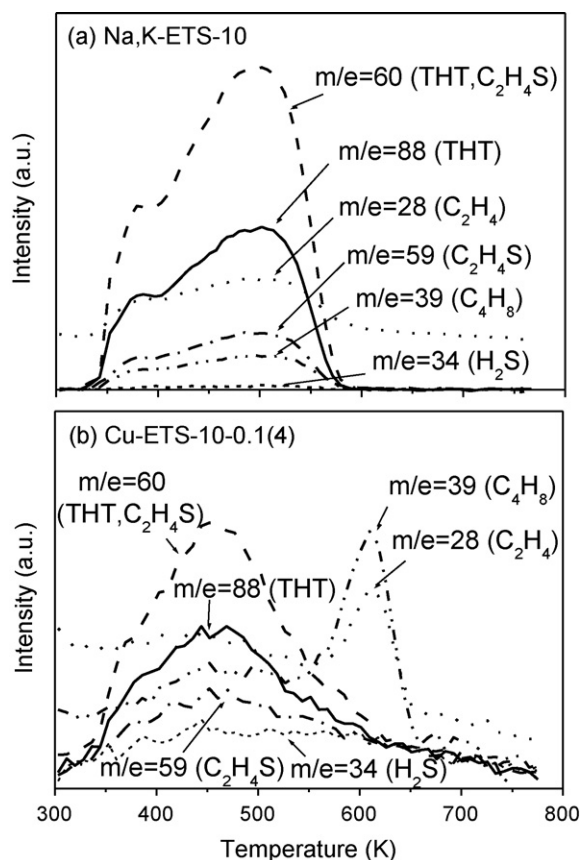 (a) Na,K-ETS-10
m/e=60 (THT,C₂H₄S)
m/e=88 (THT)
m/e=28 (C₂H₄)
m/e=59 (C₂H₄S)
m/e=39 (C₄H₈)
m/e=34 (H₂S)
Intensity (a.u.)
(b) Cu-ETS-10-0.1(4)
m/e=60
(THT,C₂H₄S)
m/e=39 (C₄H₈)
m/e=28 (C₂H₄)
m/e=88 (THT)
m/e=59 (C₂H₄S)
m/e=34 (H₂S)
Intensity (a.u.)
300 400 500 600 700 800
Temperature (K)